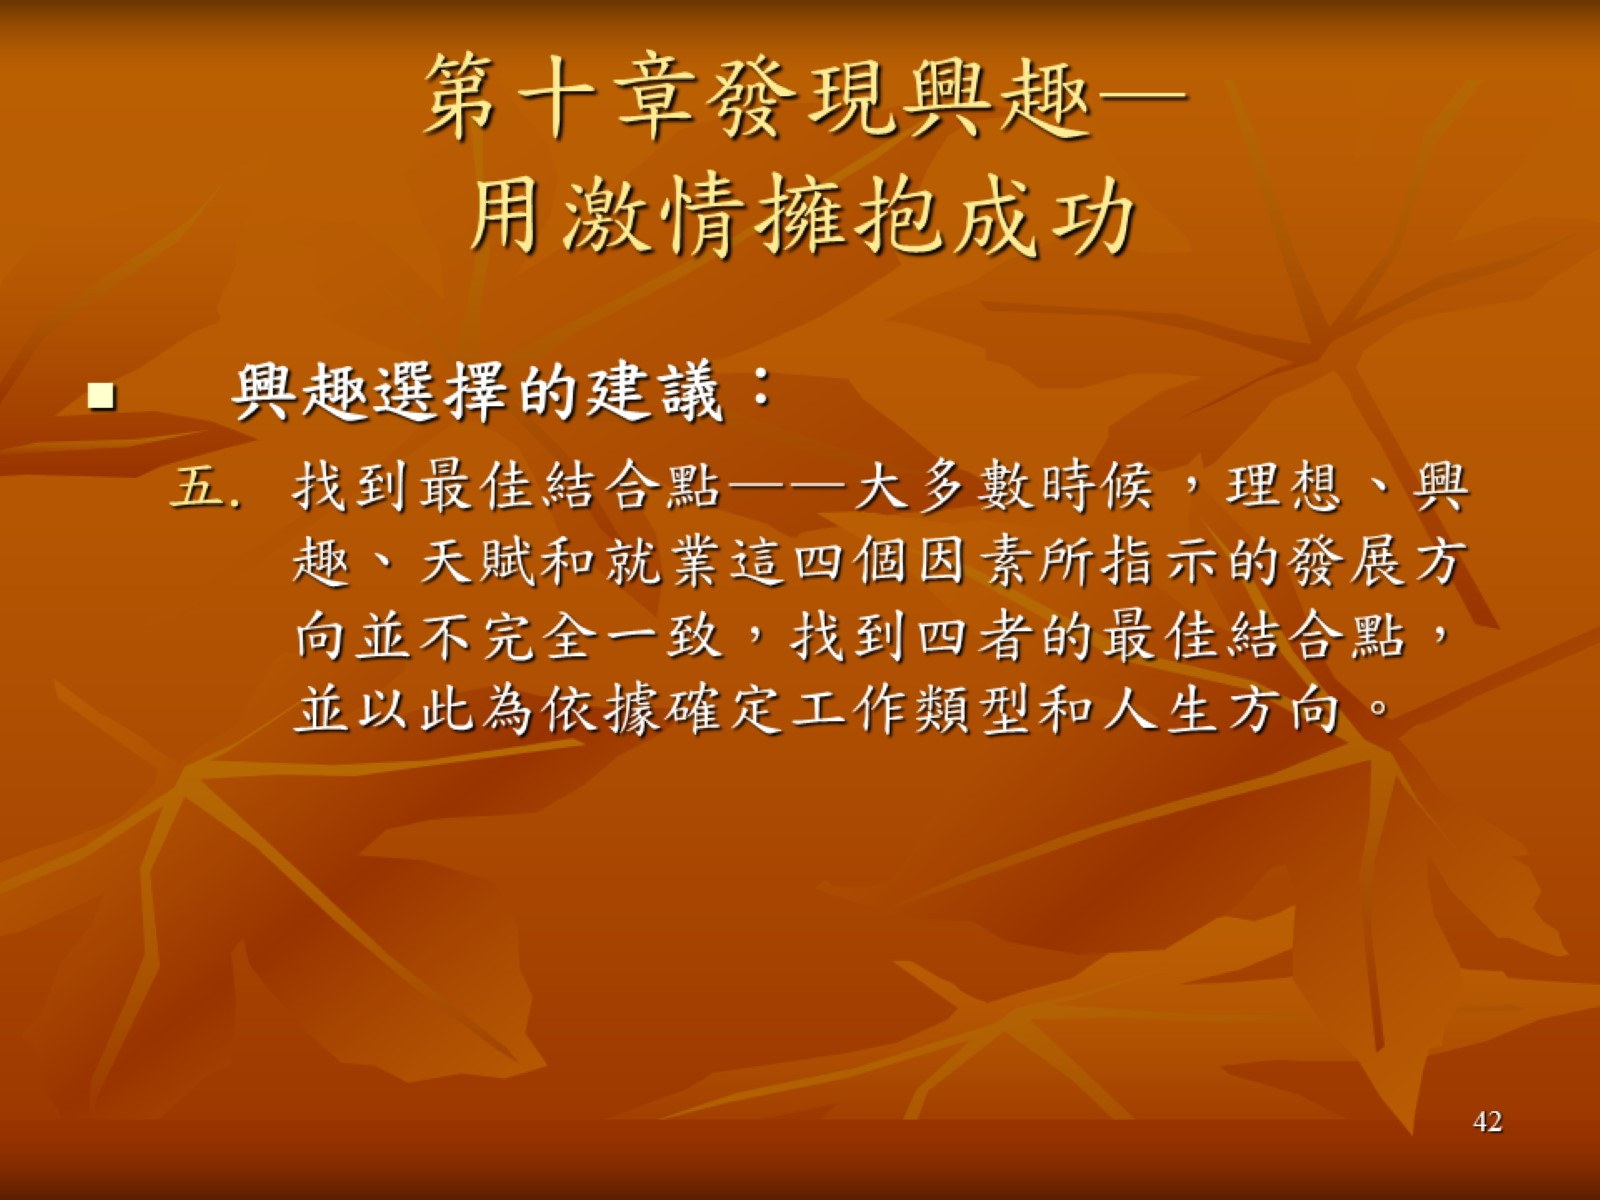 第十章發現興趣—
用激情擁抱成功
■ 興趣選擇的建議：
五. 找到最佳結合點——大多數時候，理想、興
趣、天賦和就業這四個因素所指示的發展方
向並不完全一致，找到四者的最佳結合點，
並以此為依據確定工作類型和人生方向。
42